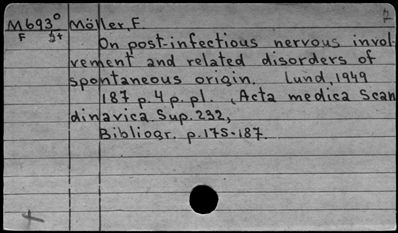 M693° Möller, F.
F
On post-infectious nervous invol-
vement and related disorders of
spontaneous origin. Lund, 1949
187 p. 4 p. pl. (Acta medica Scan
dinavica. Sup. 232,
Bibliogr. p. 175-187.